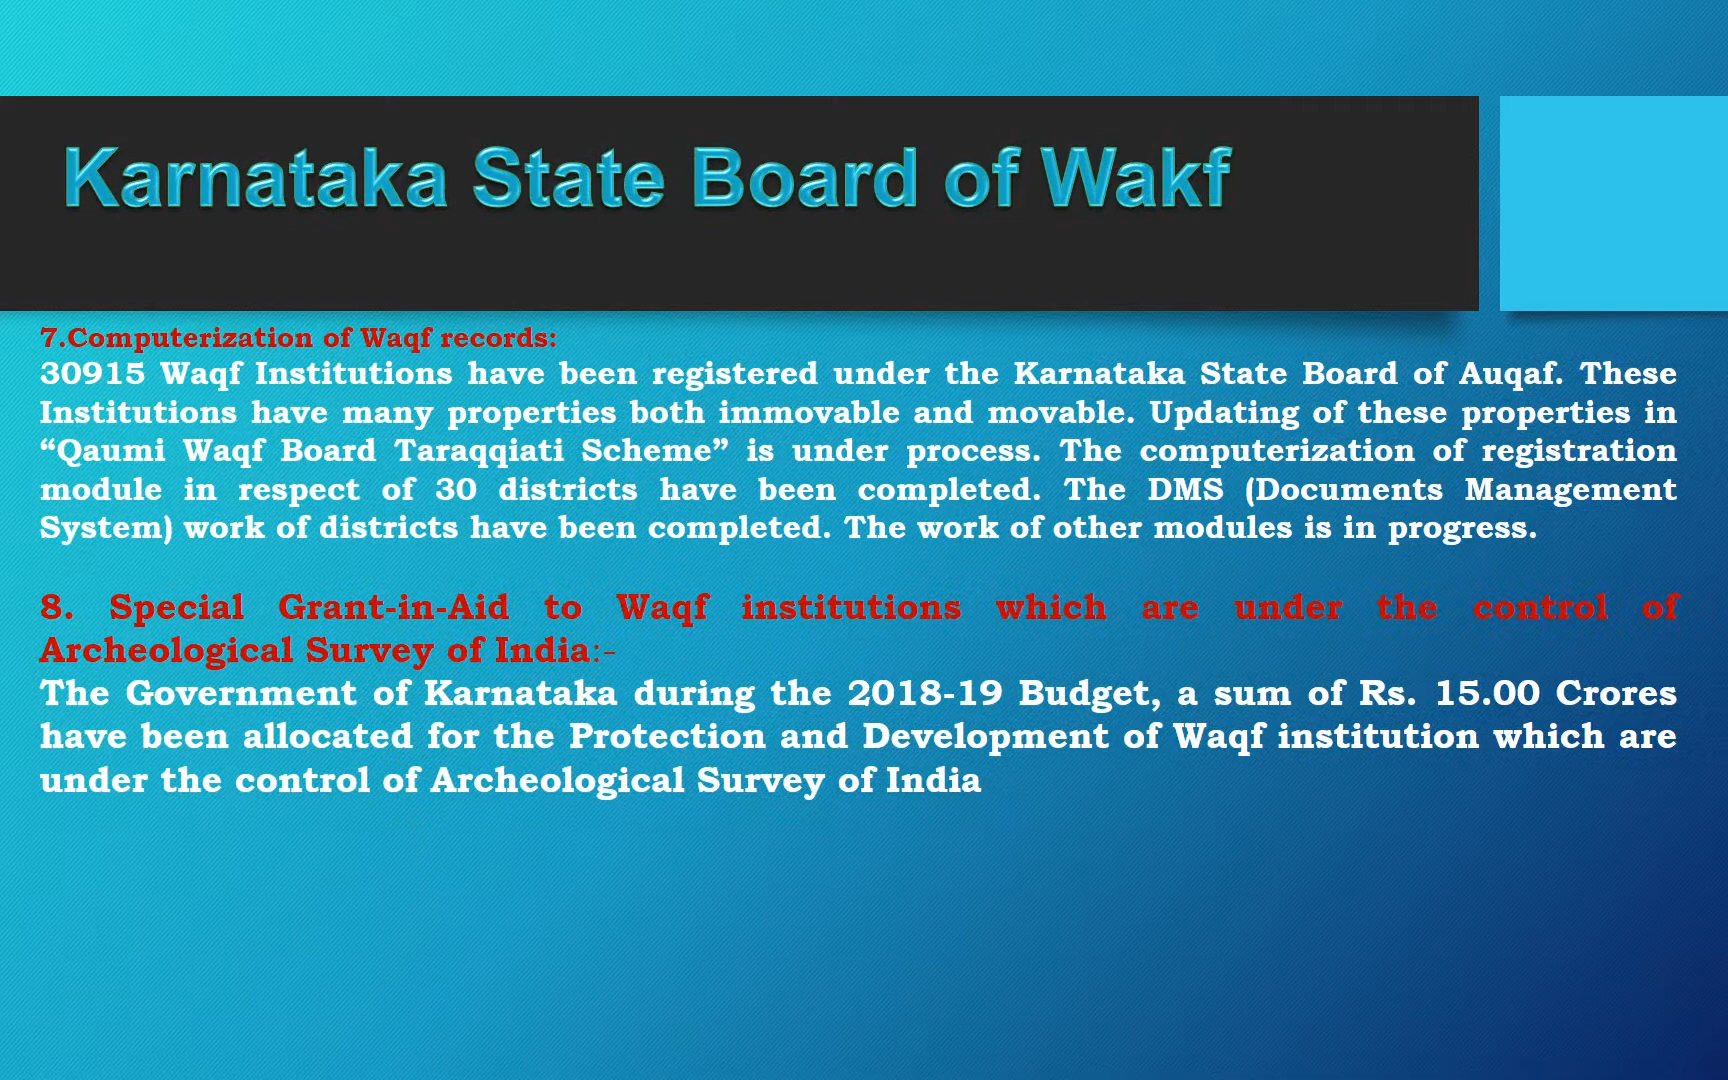 Karnataka State Board of Wakf
7.Computerization of Waqf records:
30915 Waqf Institutions have been registered under the Karnataka State Board of Auqaf. These
Institutions have many properties both immovable and movable. Updating of these properties in
“Qaumi Waqf Board Taraqqiati Scheme” is under process. The computerization of registration
module in respect of 30 districts have been completed. The DMS (Documents Management
System) work of districts have been completed. The work of other modules is in progress.
8. Special Grant-in-Aid to Waqf institutions which are under the control of
Archeological Survey of India:-
The Government of Karnataka during the 2018-19 Budget, a sum of Rs. 15.00 Crores
have been allocated for the Protection and Development of Waqf institution which are
under the control of Archeological Survey of India